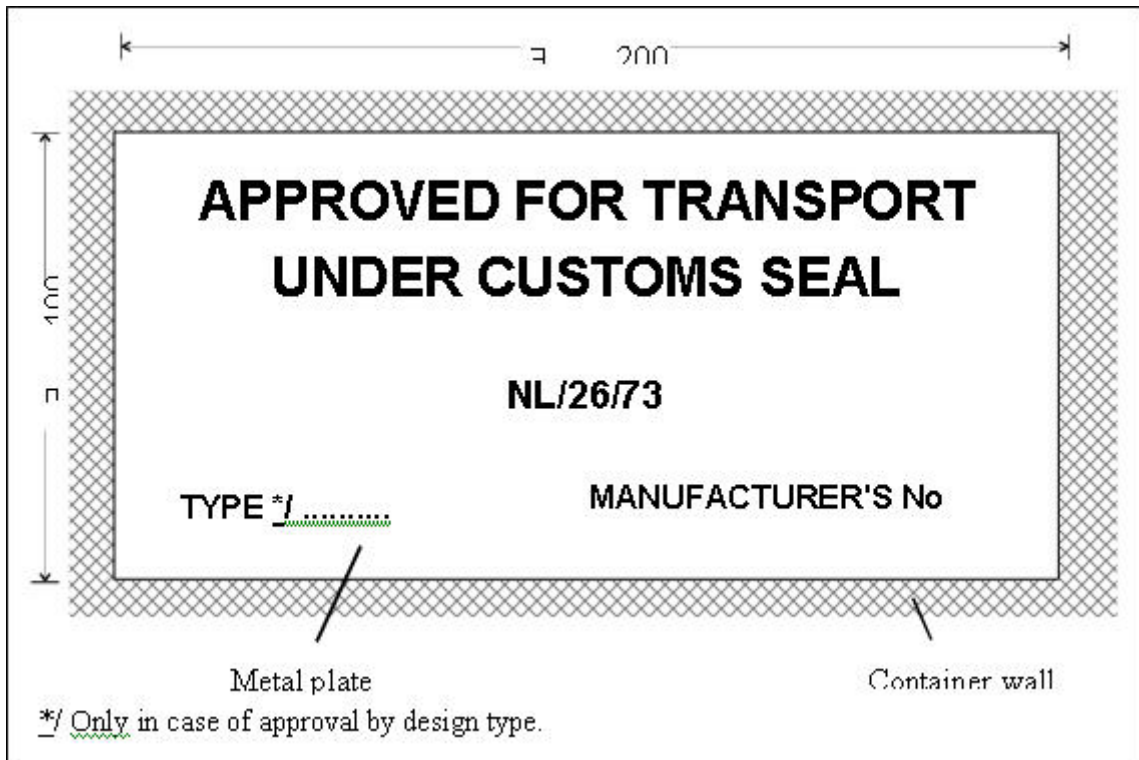 200
APPROVED FOR TRANSPORT
UNDER CUSTOMS SEAL
100
NL/26/73
TYPE */ ..........
MANUFACTURER'S No
Metal plate
Container wall
*/ Only in case of approval by design type.